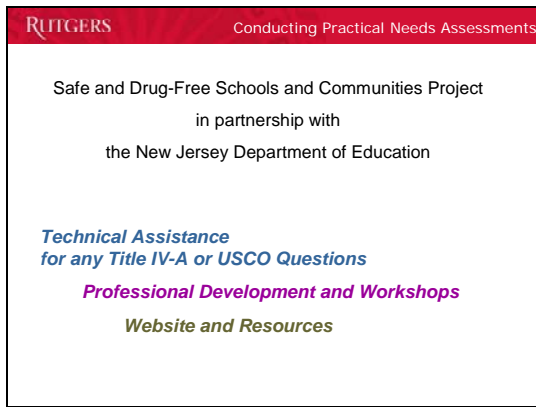 RUTGERS
Conducting Practical Needs Assessments
Safe and Drug-Free Schools and Communities Project
in partnership with
the New Jersey Department of Education
Technical Assistance
for any Title IV-A or USCO Questions
Professional Development and Workshops
Website and Resources